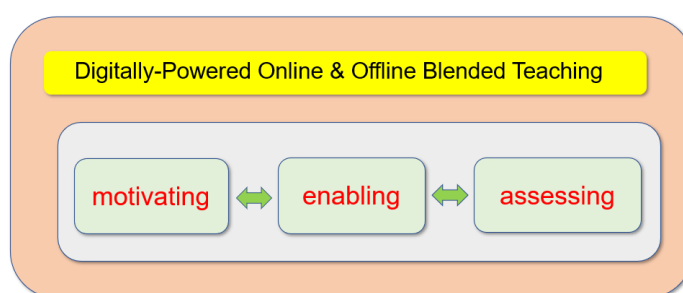 Digitally-Powered Online & Offline Blended Teaching
motivating enabling assessing